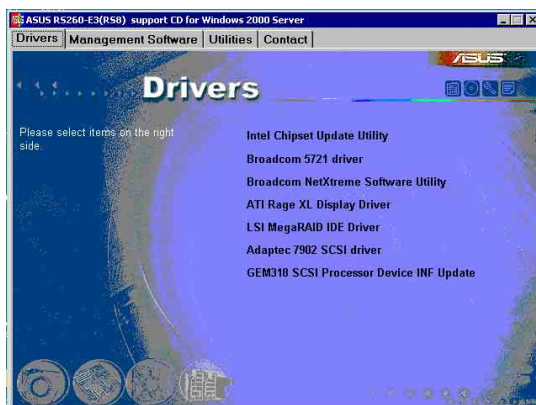 ASUS RS260-E3(RS8) support CD for Windows 2000 Server
Drivers Management Software Utilities Contact
/SUS
Drivers
Please select items on the right
side.
Intel Chipset Update Utility
Broadcom 5721 driver
Broadcom NetXtreme Software Utility
ATI Rage XL Display Driver
LSI MegaRAID IDE Driver
Adaptec 7902 SCSI driver
GEM318 SCSI Processor Device INF Update